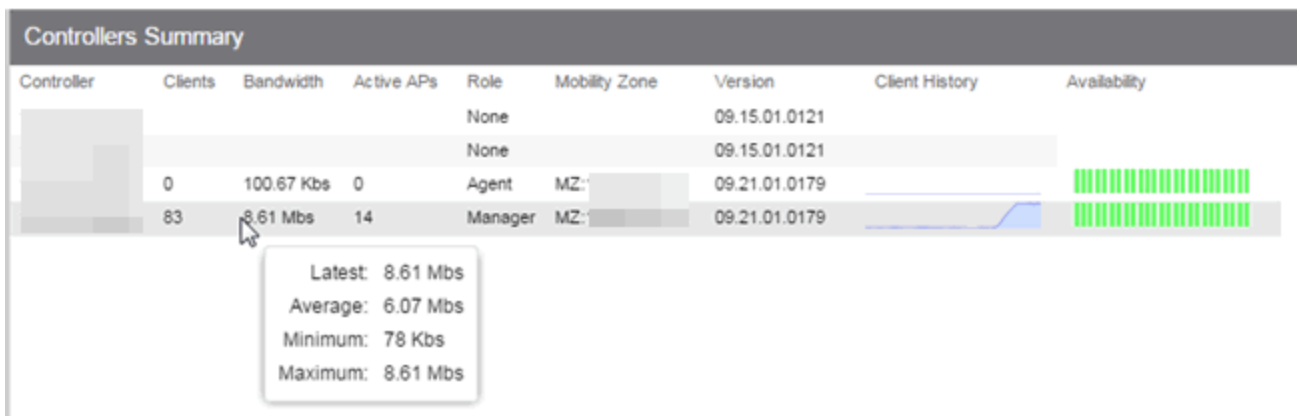 Controllers Summary
Controller Clients Bandwidth Active APs Role Mobility Zone Version Client History Availability
None 09.15.01.0121
None 09.15.01.0121
0 100.67 Kbs 0 Agent MZ: 09.21.01.0179
83 8.61 Mbs 14 Manager MZ: 09.21.01.0179
Latest: 8.61 Mbs
Average: 6.07 Mbs
Minimum: 78 Kbs
Maximum: 8.61 Mbs